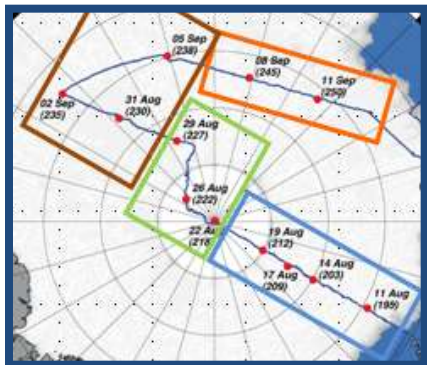 05 Sep
(238)
08 Sep
(245)
11 Sep
(250)
02 Sep
(235)
31 Aug
(230)
29 Aug
(227)
26 Aug
(222)
22 Aug
(218)
19 Aug
(212)
17 Aug
(209)
14 Aug
(203)
11 Aug
(195)